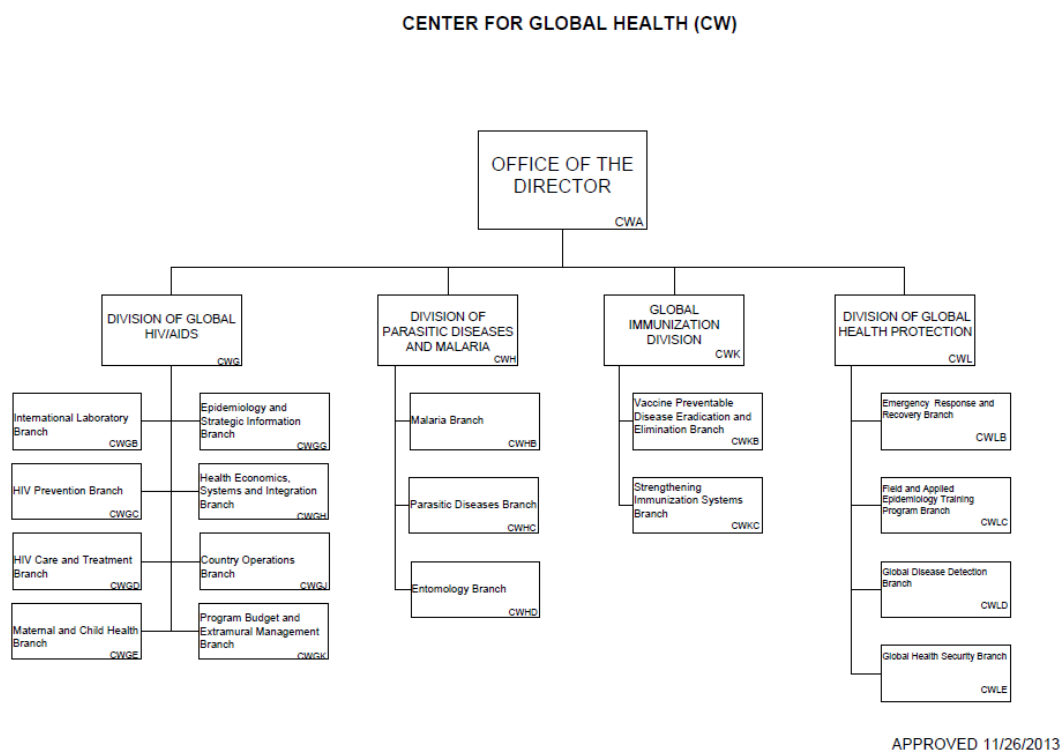 CENTER FOR GLOBAL HEALTH (CW)
OFFICE OF THE
DIRECTOR
CWA
DIVISION OF GLOBAL
HIV/AIDS
CWG
DIVISION OF
PARASITIC DISEASES
AND MALARIA
CWH
GLOBAL
IMMUNIZATION
DIVISION
CWK
DIVISION OF GLOBAL
HEALTH PROTECTION
CWL
International Laboratory
Branch
CWGB
HIV Prevention Branch
CWGC
HIV Care and Treatment
Branch
CWGD
Maternal and Child Health
Branch
CWGE
Epidemiology and
Strategic Information
Branch
CWGG
Health Economics,
Systems and Integration
Branch
CWGH
Country Operations
Branch
CWGJ
Program Budget and
Extramural Management
Branch
CWGK
Malaria Branch
CWHB
Parasitic Diseases Branch
CWHC
Entomology Branch
CWHD
Vaccine Preventable
Disease Eradication and
Elimination Branch
CWKB
Strengthening
Immunization Systems
Branch
CWKC
Emergency Response and
Recovery Branch
CWLB
Field and Applied
Epidemiology Training
Program Branch
CWLC
Global Disease Detection
Branch
CWLD
Global Health Security Branch
CWLE
APPROVED 11/26/2013